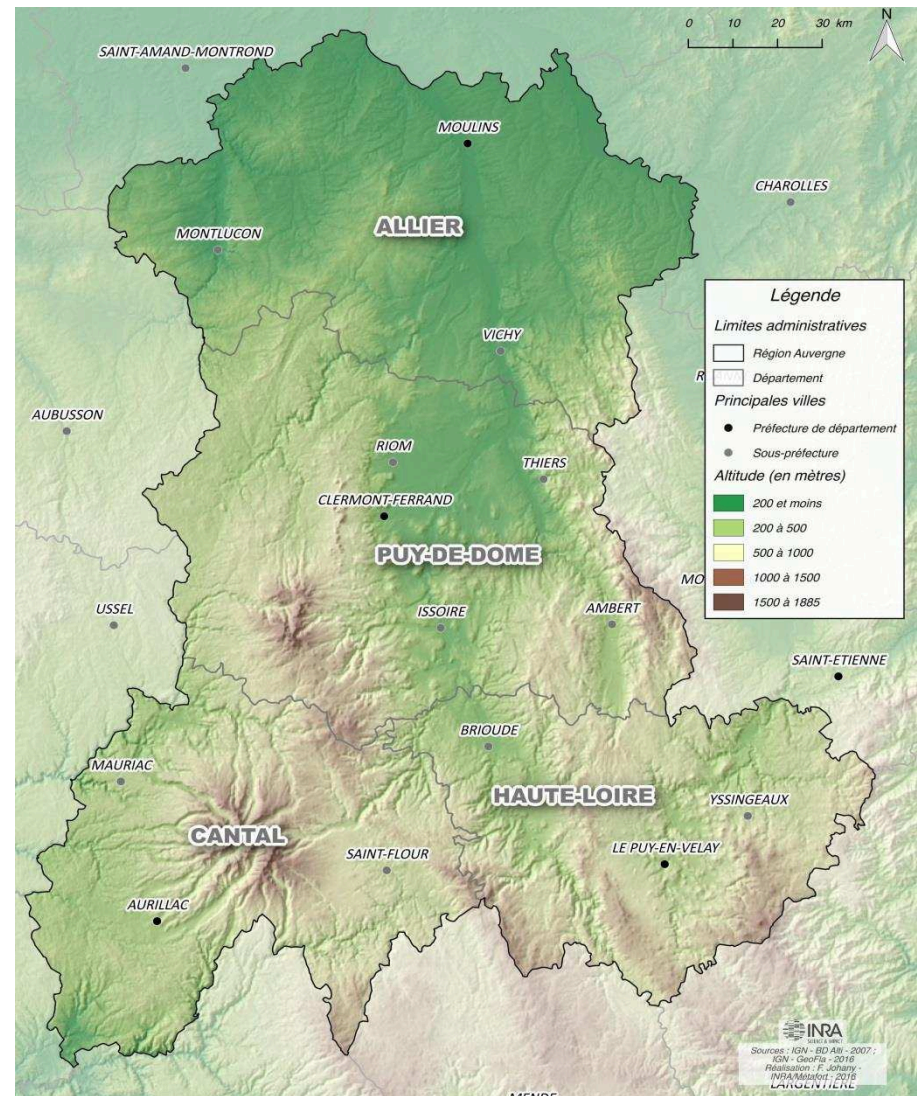 0 10 20 30 km
N
SAINT-AMAND-MONTROND
MOULINS
CHAROLLES
ALLIER
MONTLUCON
VICHY
AUBUSSON
RIOM
THIERS
CLERMONT-FERRAND
PUY-DE-DOME
USSEL
ISSOIRE
AMBERT
SAINT-ETIENNE
BRIOUDE
MAURIAC
HAUTE-LOIRE
YSSINGEAUX
CANTAL
SAINT-FLOUR
LE PUY-EN-VELAY
AURILLAC
Légende
Limites administratives
Région Auvergne
Département
Principales villes
Préfecture de département
Sous-préfecture
Altitude (en mètres)
200 et moins
200 à 500
500 à 1000
1000 à 1500
1500 à 1885
INRA
SCIENCE & IMPACT
Sources : IGN - BD Alti - 2007 ;
IGN - GeoFla - 2016
Réalisation : F. Johany -
INRA/Métafort - 2016
LARGENTIERE
MENDE